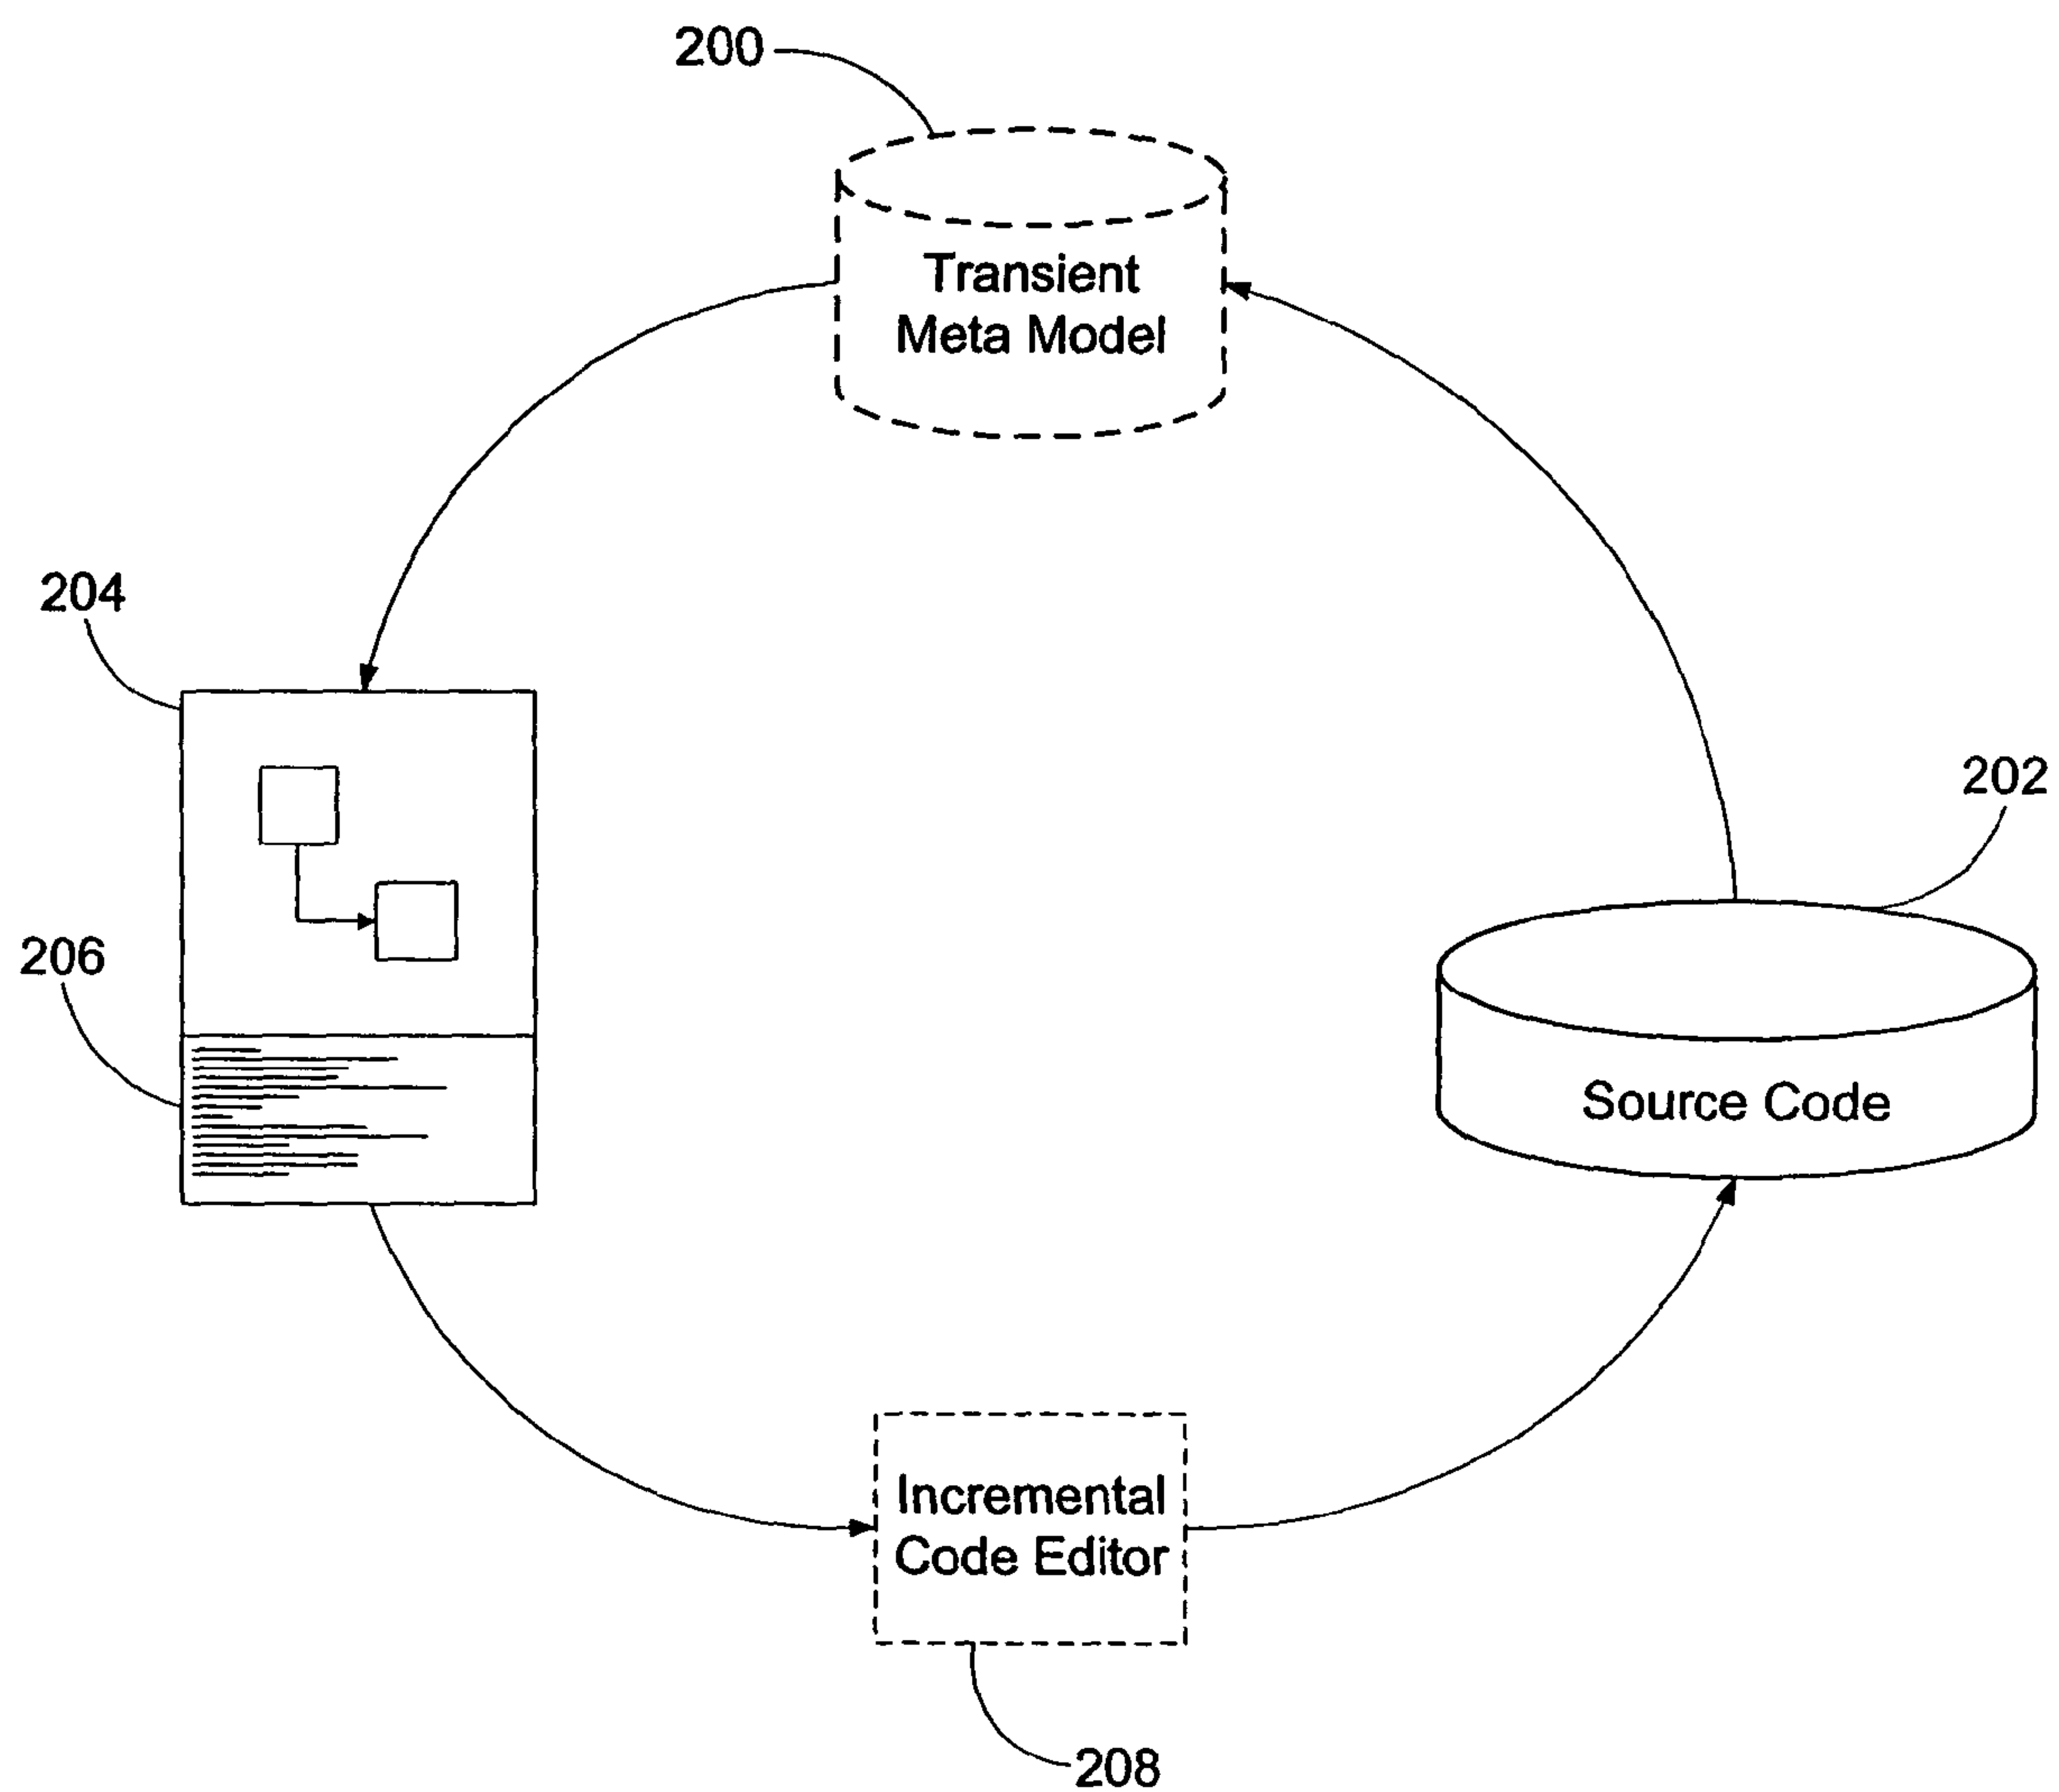 200
Transient
Meta Model
204
202
206
Source Code
Incremental
Code Editor
208